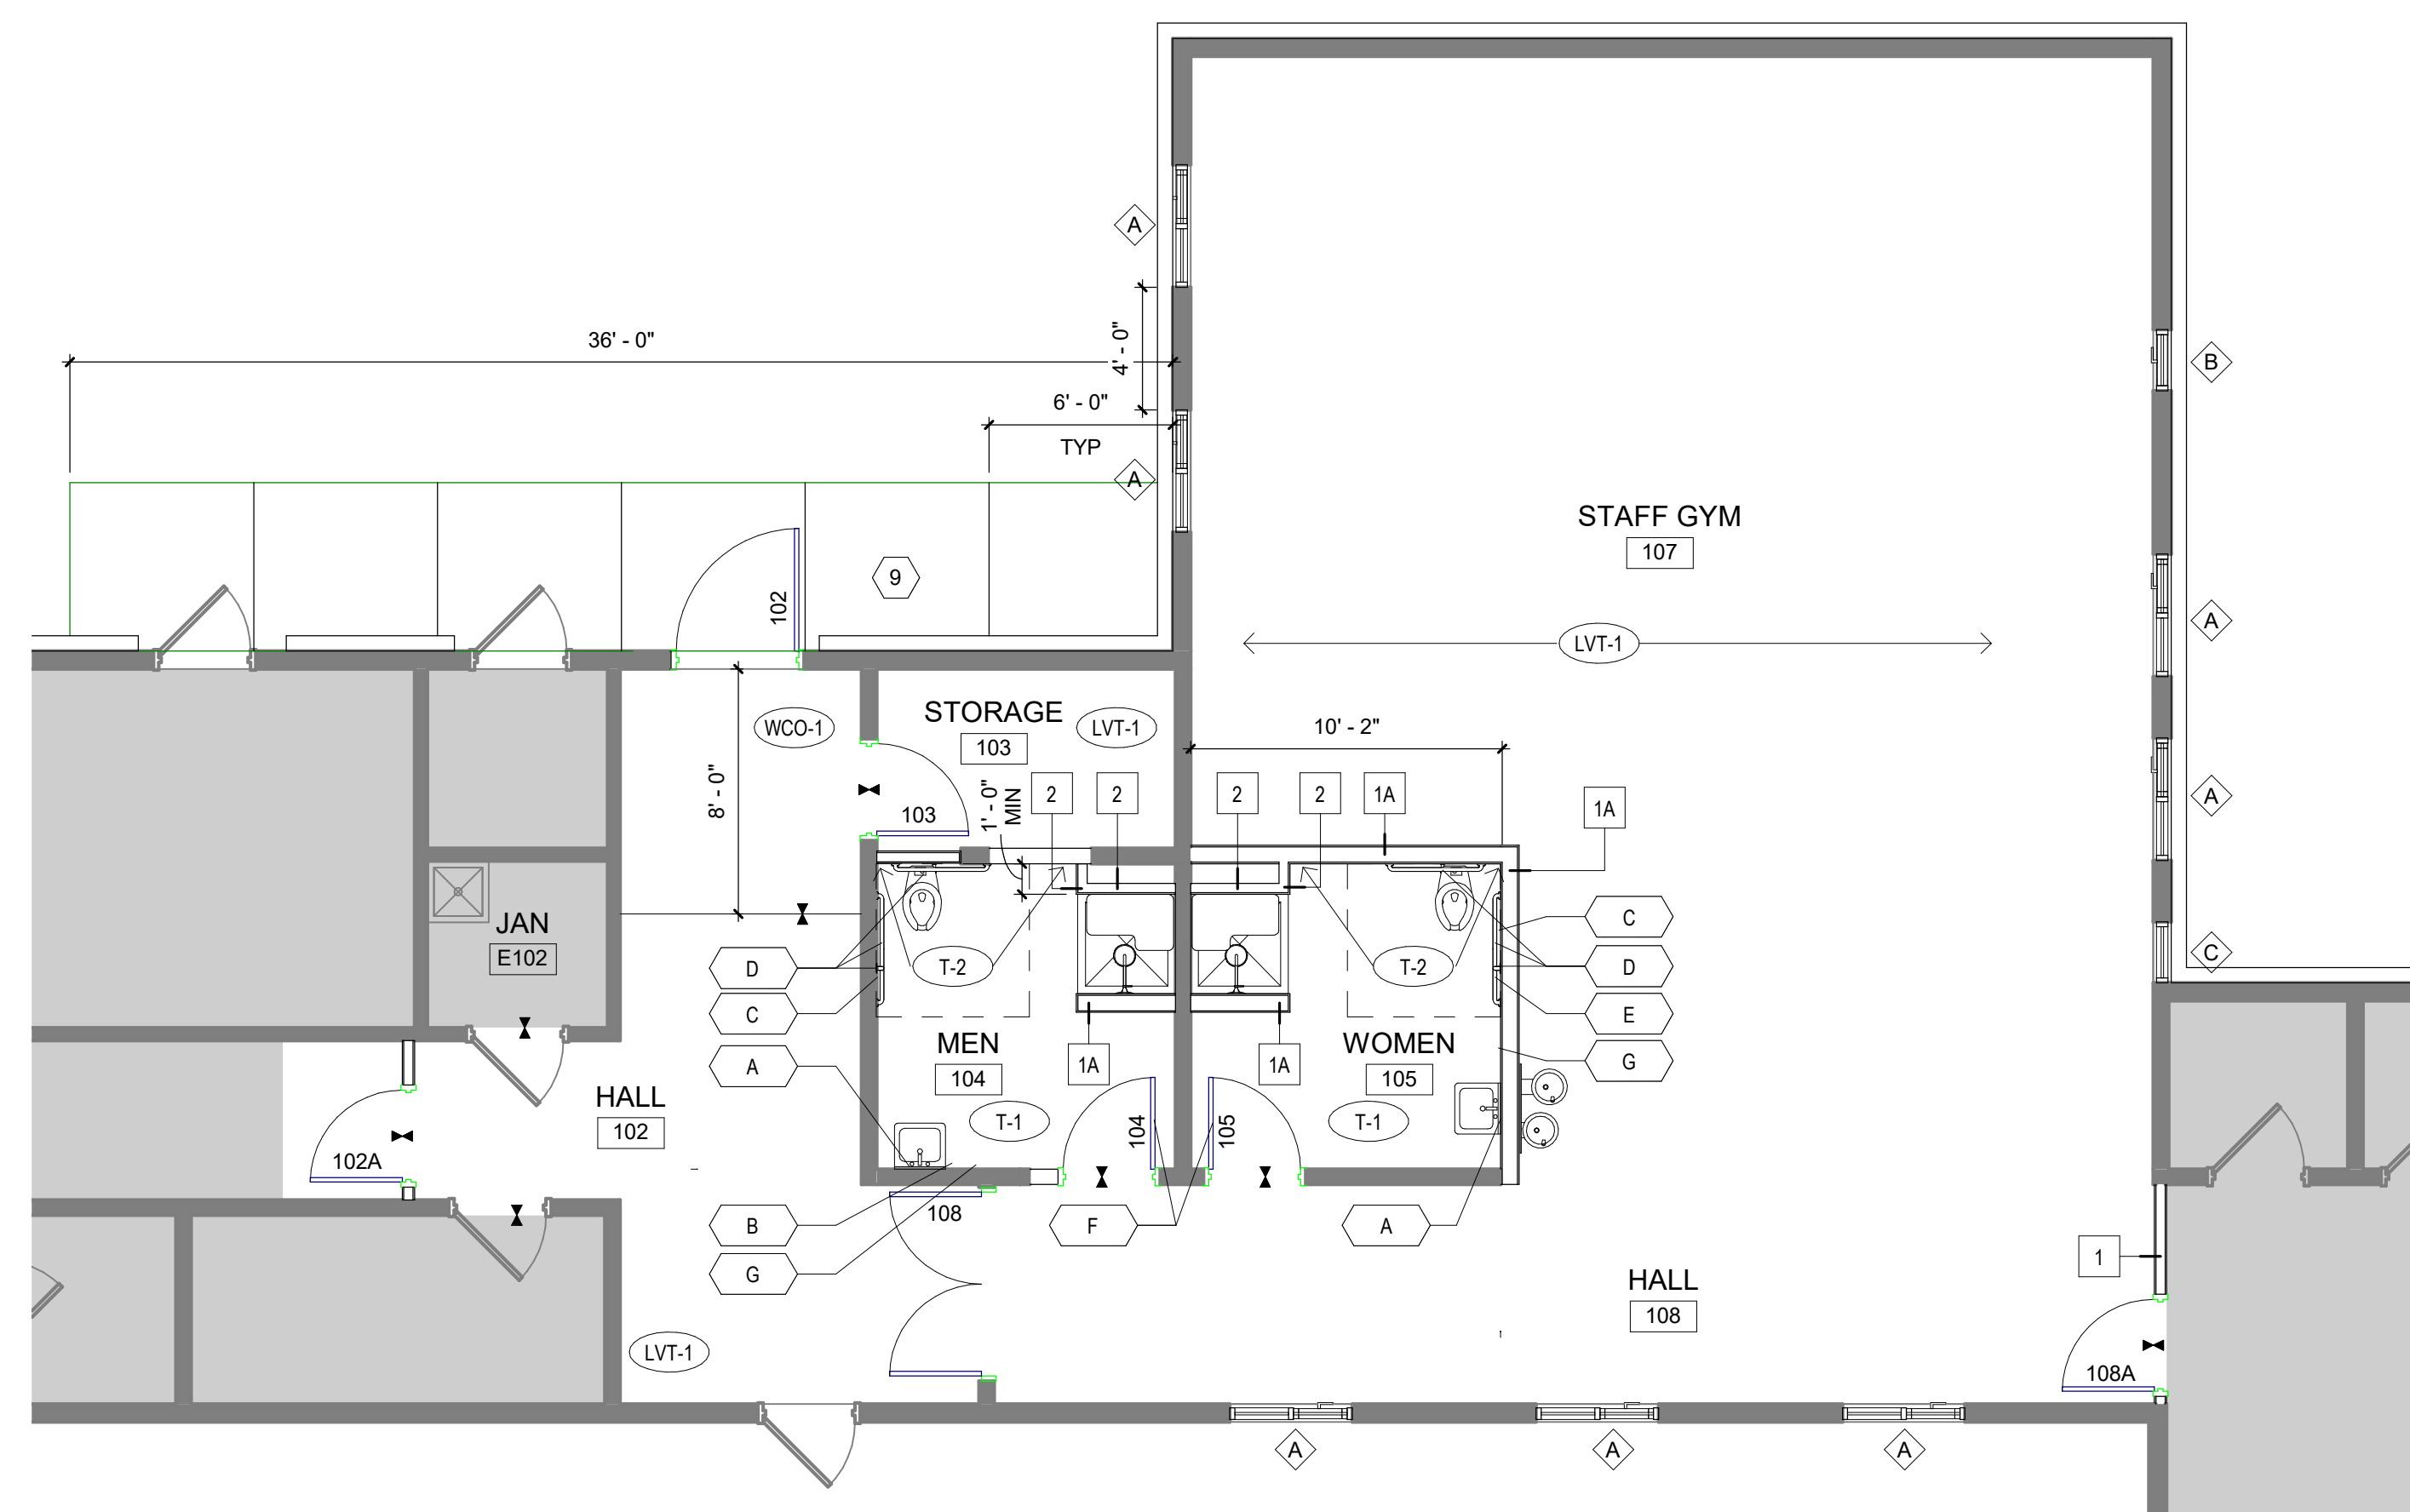 A
36' - 0"
4' - 0"
B
6' - 0"
TYP
A
STAFF GYM
107
9
102
A
LVT-1
WCO-1
STORAGE
103
LVT-1
10' - 2"
8' - 0"
1' - 0"
MIN
2
2
2
2
1A
1A
A
103
JAN
E102
C
D
E
G
C
D
C
A
T-2
T-2
MEN
104
1A
1A
WOMEN
105
HALL
102
102A
T-1
104
105
T-1
B
G
108
F
A
1
HALL
108
LVT-1
108A
A
A
A